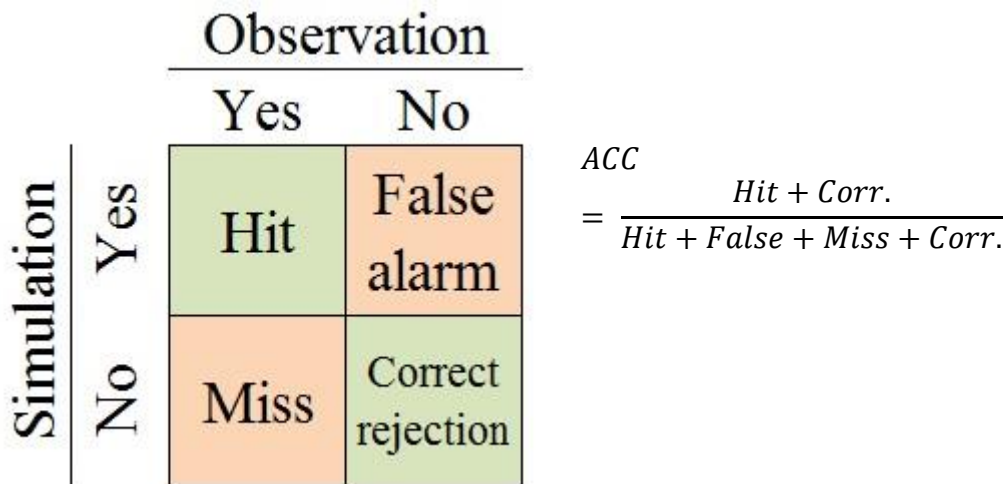 Observation
Yes No
Simulation
Yes
No
Hit
False
alarm
Miss
Correct
rejection
ACC
= Hit + Corr.
Hit + False + Miss + Corr.